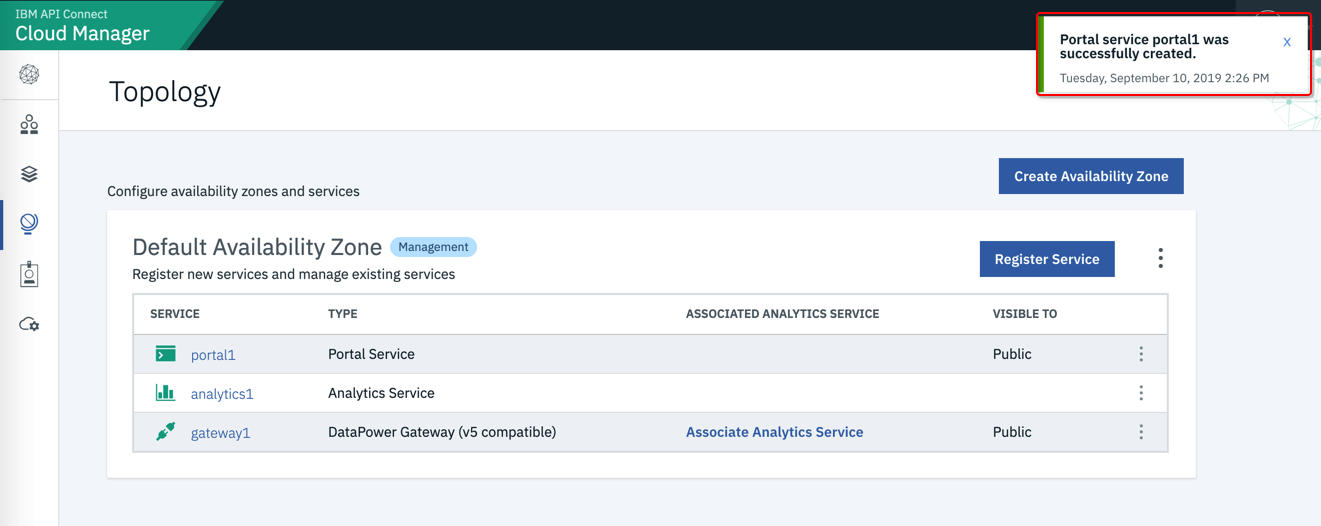 IBM API Connect
Cloud Manager
Portal service portal1 was
successfully created.
X
Tuesday, September 10, 2019 2:26 PM
Topology
Configure availability zones and services
Create Availability Zone
Default Availability Zone Management
Register new services and manage existing services
Register Service
SERVICE TYPE ASSOCIATED ANALYTICS SERVICE VISIBLE TO
portal1 Portal Service Public
analytics1 Analytics Service
gateway1 DataPower Gateway (v5 compatible) Associate Analytics Service Public